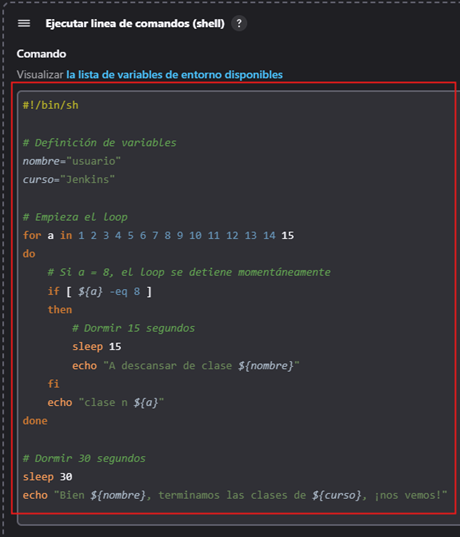 Ejecutar linea de comandos (shell) ?
Comando
Visualizar la lista de variables de entorno disponibles
#!/bin/sh
# Definición de variables
nombre="usuario"
curso="Jenkins"
# Empieza el loop
for a in 1 2 3 4 5 6 7 8 9 10 11 12 13 14 15
do
    # Si a = 8, el loop se detiene momentáneamente
    if [ ${a} -eq 8 ]
    then
        # Dormir 15 segundos
        sleep 15
        echo "A descansar de clase ${nombre}"
    fi
    echo "clase n ${a}"
done
# Dormir 30 segundos
sleep 30
echo "Bien ${nombre}, terminamos las clases de ${curso}, ¡nos vemos!"